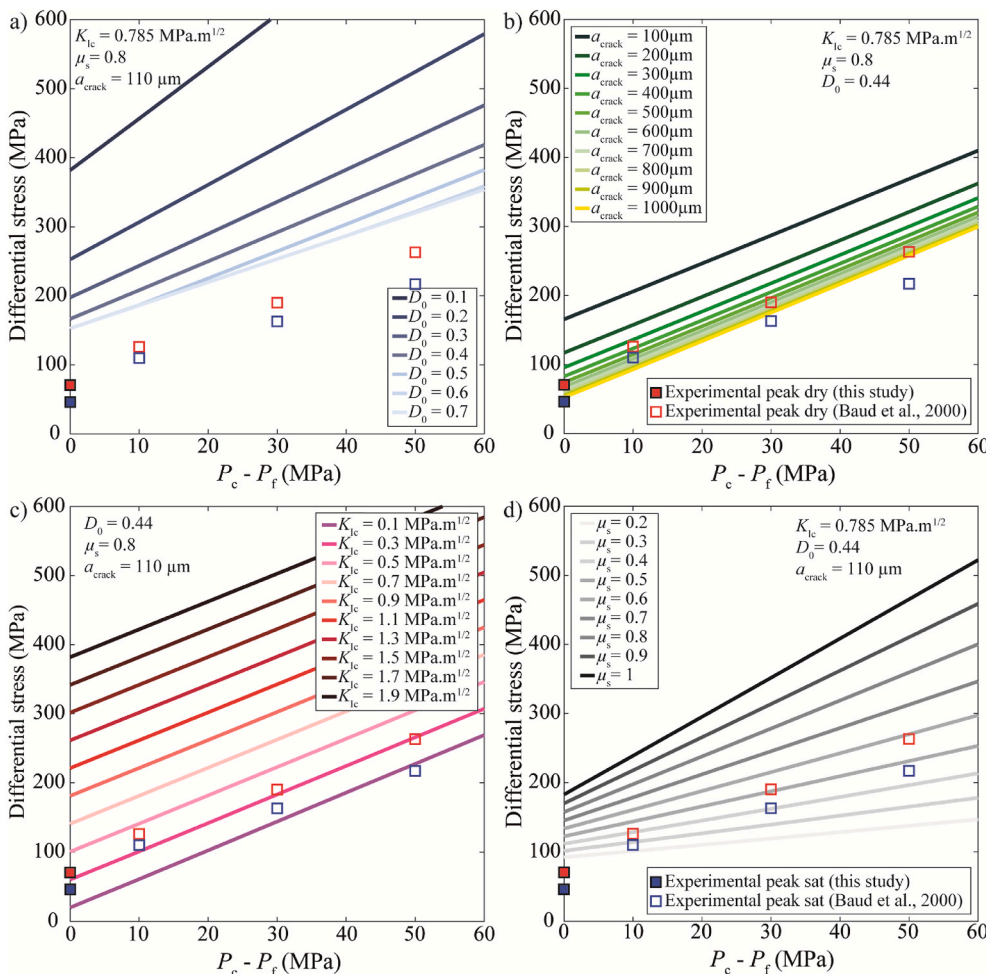 a)
K_Ic = 0.785 MPa.m^1/2
μ_s = 0.8
a_crack = 110 μm
600
500
400
300
200
100
0
Differential stress (MPa)
D_0 = 0.1
D_0 = 0.2
D_0 = 0.3
D_0 = 0.4
D_0 = 0.5
D_0 = 0.6
D_0 = 0.7
0 10 20 30 40 50 60
P_c - P_f (MPa)
b)
a_crack = 100μm
a_crack = 200μm
a_crack = 300μm
a_crack = 400μm
a_crack = 500μm
a_crack = 600μm
a_crack = 700μm
a_crack = 800μm
a_crack = 900μm
a_crack = 1000μm
K_Ic = 0.785 MPa.m^1/2
μ_s = 0.8
D_0 = 0.44
600
500
400
300
200
100
0
Differential stress (MPa)
Experimental peak dry (this study)
Experimental peak dry (Baud et al., 2000)
0 10 20 30 40 50 60
P_c - P_f (MPa)
c)
D_0 = 0.44
μ_s = 0.8
a_crack = 110 μm
K_Ic = 0.1 MPa.m^1/2
K_Ic = 0.3 MPa.m^1/2
K_Ic = 0.5 MPa.m^1/2
K_Ic = 0.7 MPa.m^1/2
K_Ic = 0.9 MPa.m^1/2
K_Ic = 1.1 MPa.m^1/2
K_Ic = 1.3 MPa.m^1/2
K_Ic = 1.5 MPa.m^1/2
K_Ic = 1.7 MPa.m^1/2
K_Ic = 1.9 MPa.m^1/2
600
500
400
300
200
100
0
Differential stress (MPa)
0 10 20 30 40 50 60
P_c - P_f (MPa)
d)
μ_s = 0.2
μ_s = 0.3
μ_s = 0.4
μ_s = 0.5
μ_s = 0.6
μ_s = 0.7
μ_s = 0.8
μ_s = 0.9
μ_s = 1
K_Ic = 0.785 MPa.m^1/2
D_0 = 0.44
a_crack = 110 μm
600
500
400
300
200
100
0
Differential stress (MPa)
Experimental peak sat (this study)
Experimental peak sat (Baud et al., 2000)
0 10 20 30 40 50 60
P_c - P_f (MPa)